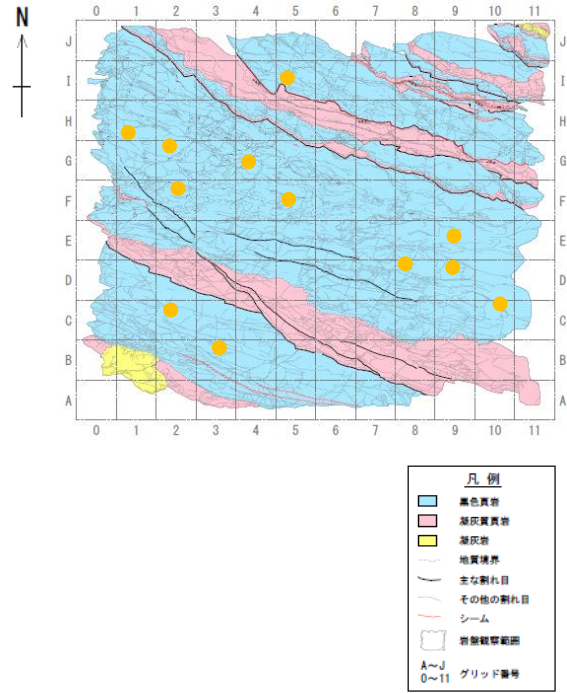 N
0 1 2 3 4 5 6 7 8 9 10 11
J J
I I
H H
G G
F F
E E
D D
C C
B B
A A
0 1 2 3 4 5 6 7 8 9 10 11
凡 例
黒色頁岩
凝灰質頁岩
凝灰岩
地質境界
主な割れ目
その他の割れ目
シーム
岩盤観察範囲
A～J
0～11 グリッド番号